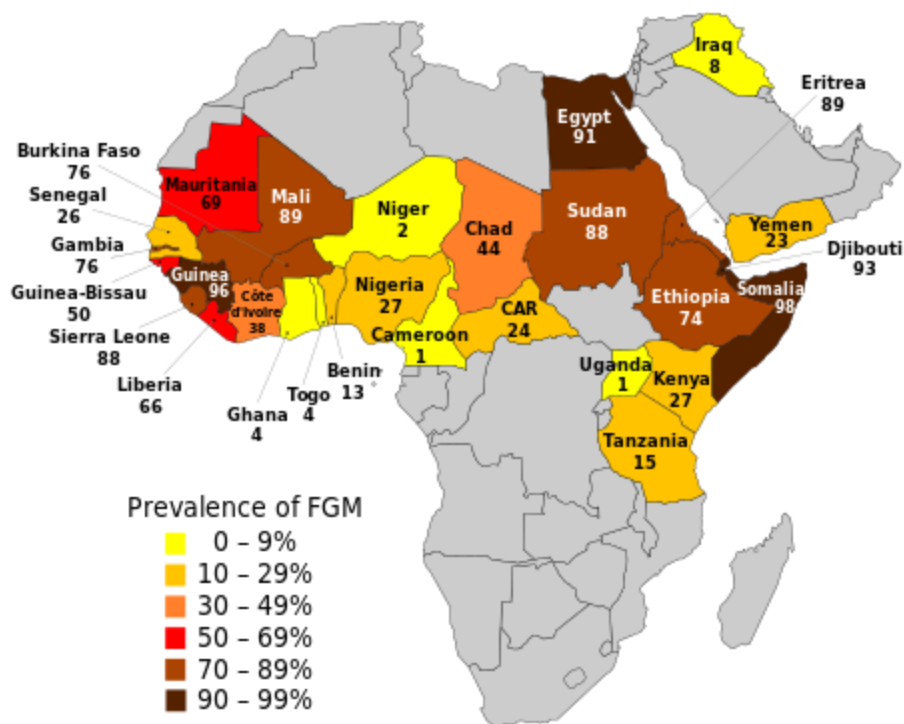 Iraq
8
Eritrea
89
Egypt
91
Burkina Faso
76
Mauritania
69
Mali
89
Senegal
26
Niger
2
Chad
44
Sudan
88
Yemen
23
Gambia
76
Djibouti
93
Guinea
96
Guinea-Bissau
50
Côte
d'Ivoire
38
Nigeria
27
Ethiopia
74
Somalia
98
CAR
24
Sierra Leone
88
Cameroon
1
Liberia
66
Benin
13
Togo
4
Ghana
4
Uganda
1
Kenya
27
Tanzania
15
Prevalence of FGM
0 – 9%
10 – 29%
30 – 49%
50 – 69%
70 – 89%
90 – 99%